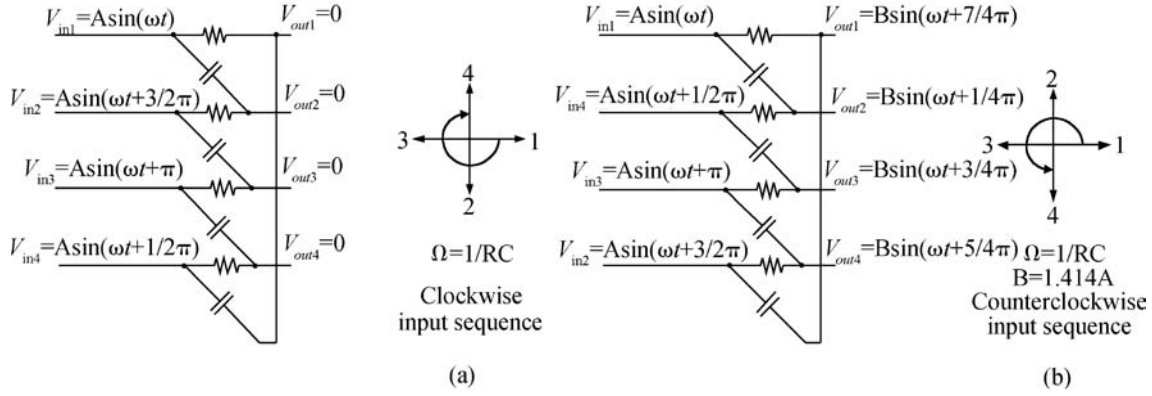 V_in1=Asin(ωt)
V_out1=0
V_in2=Asin(ωt+3/2π)
V_out2=0
V_in3=Asin(ωt+π)
V_out3=0
V_in4=Asin(ωt+1/2π)
V_out4=0
4
3
1
2
Ω=1/RC
Clockwise
input sequence
(a)
V_in1=Asin(ωt)
V_out1=Bsin(ωt+7/4π)
V_in4=Asin(ωt+1/2π)
V_out2=Bsin(ωt+1/4π)
V_in3=Asin(ωt+π)
V_out3=Bsin(ωt+3/4π)
V_in2=Asin(ωt+3/2π)
V_out4=Bsin(ωt+5/4π)
2
3
1
4
Ω=1/RC
B=1.414A
Counterclockwise
input sequence
(b)